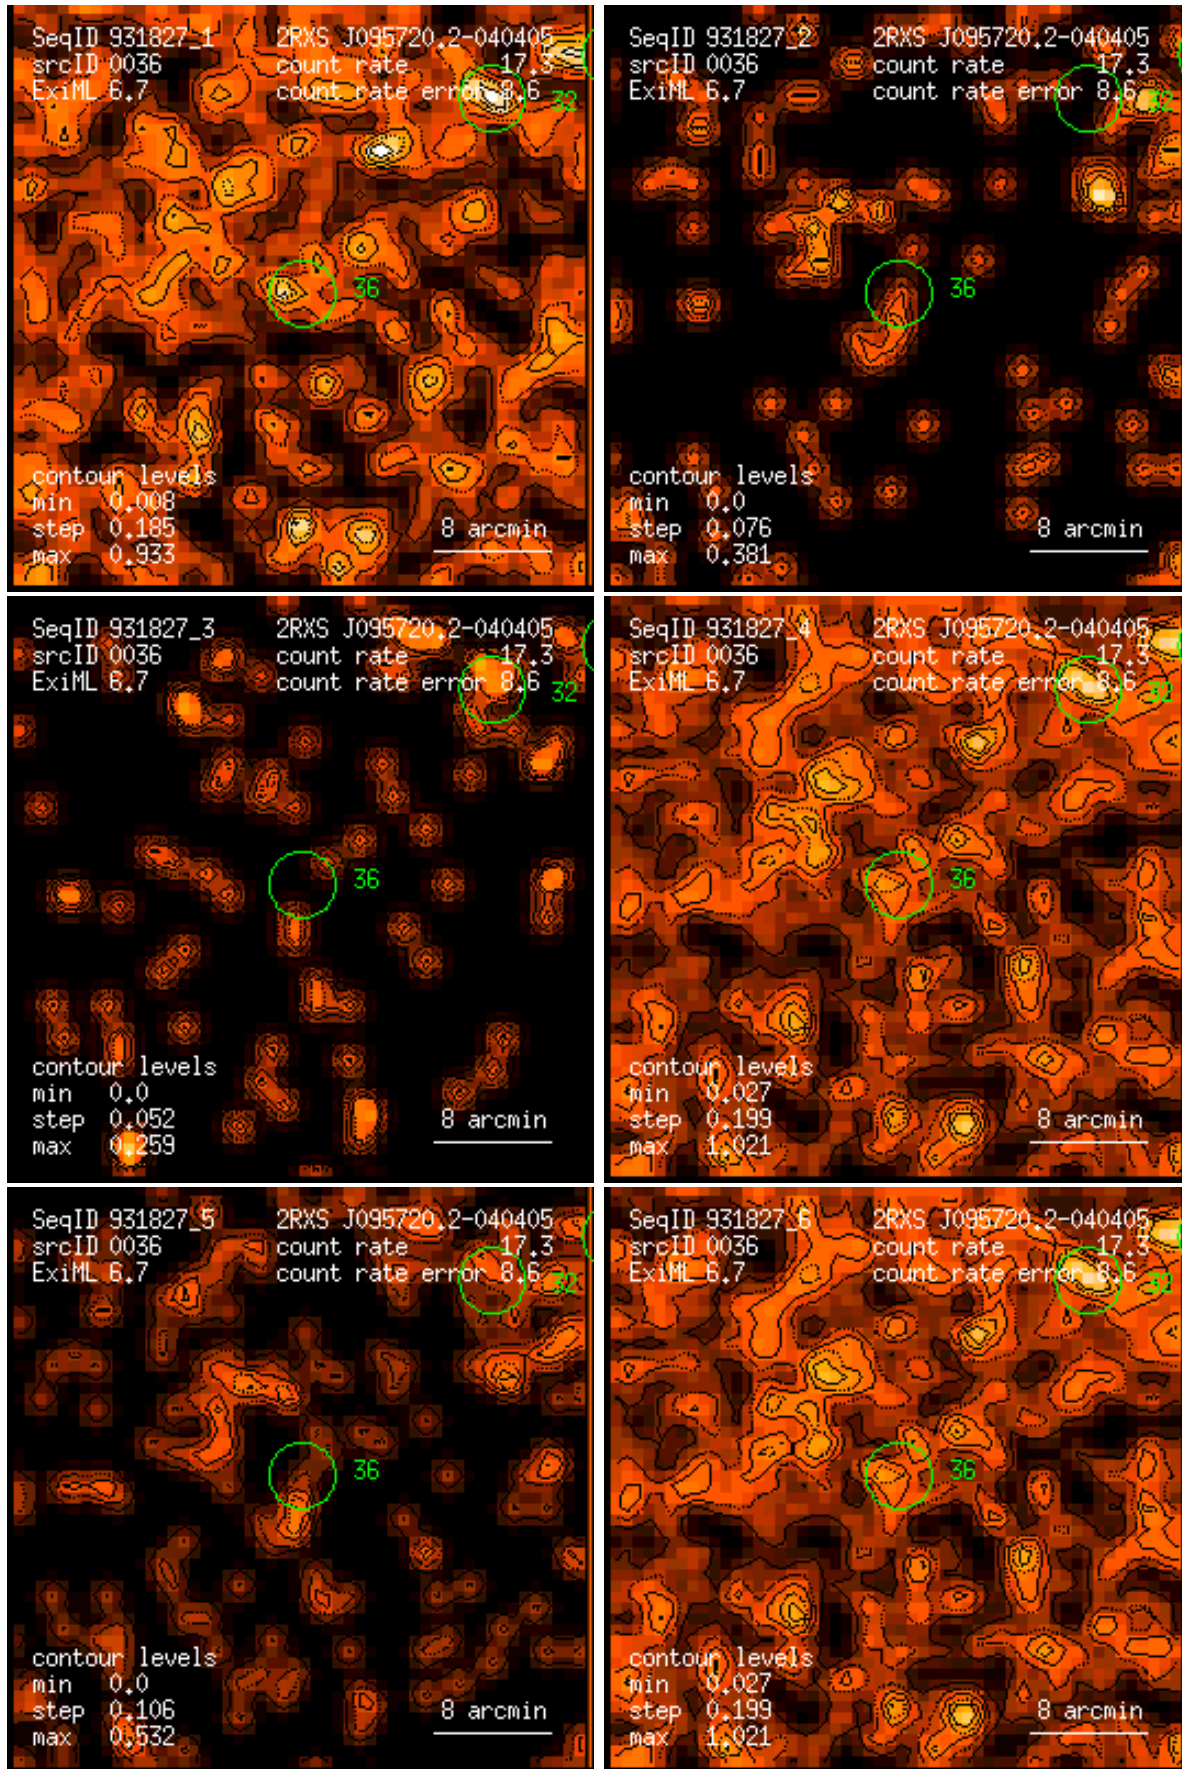 SeqID 931827_1 2RXS J095720.2-040405
srcID 0036 count rate 17.3
ExiML 6.7 count rate error 8.6
32
36
contour levels
min 0.008
step 0.185 8 arcmin
max 0.933
SeqID 931827_2 2RXS J095720.2-040405
srcID 0036 count rate 17.3
ExiML 6.7 count rate error 8.6
32
36
contour levels
min 0.0
step 0.076 8 arcmin
max 0.381
SeqID 931827_3 2RXS J095720.2-040405
srcID 0036 count rate 17.3
ExiML 6.7 count rate error 8.6
32
36
contour levels
min 0.0
step 0.052 8 arcmin
max 0.259
SeqID 931827_4 2RXS J095720.2-040405
srcID 0036 count rate 17.3
ExiML 6.7 count rate error 8.6
32
36
contour levels
min 0.027
step 0.199 8 arcmin
max 1.021
SeqID 931827_5 2RXS J095720.2-040405
srcID 0036 count rate 17.3
ExiML 6.7 count rate error 8.6
32
36
contour levels
min 0.0
step 0.106 8 arcmin
max 0.532
SeqID 931827_6 2RXS J095720.2-040405
srcID 0036 count rate 17.3
ExiML 6.7 count rate error 8.6
32
36
contour levels
min 0.027
step 0.199 8 arcmin
max 1.021